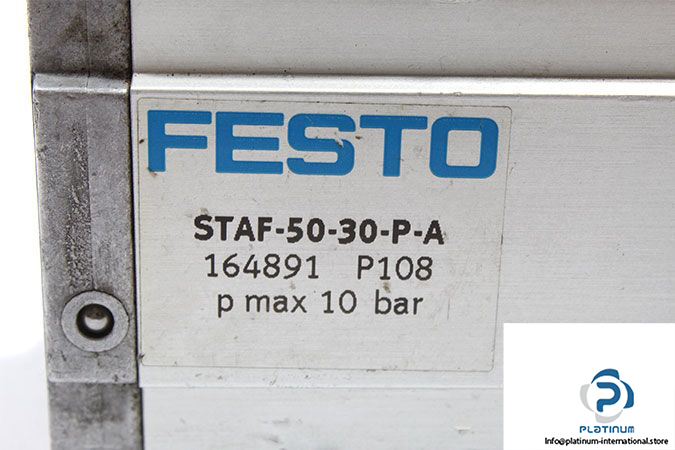 FESTO
STAF-50-30-P-A
164891 P108
p max 10 bar
PLATINUM
Info@platinum-international.store